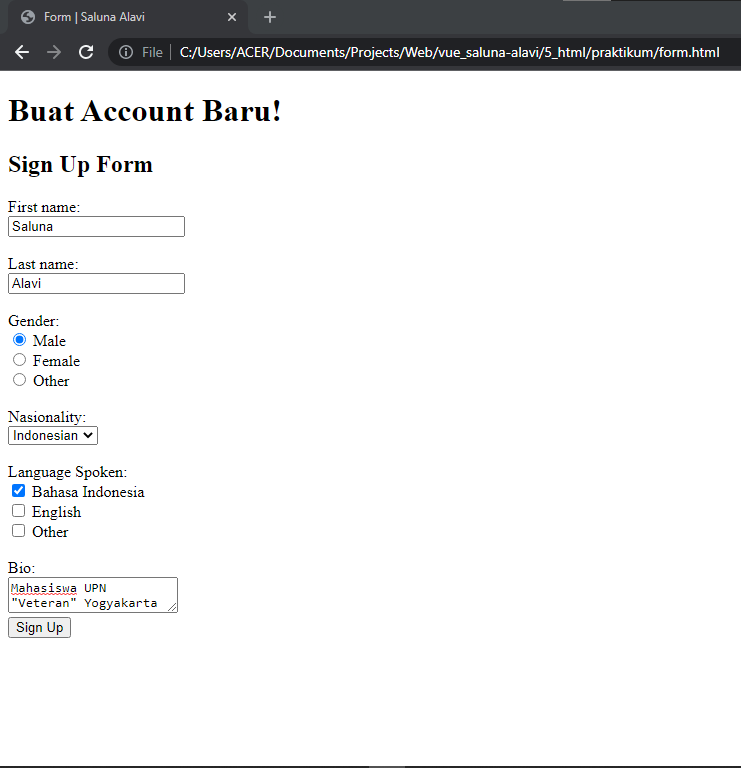 Form | Saluna Alavi
File C:/Users/ACER/Documents/Projects/Web/vue_saluna-alavi/5_html/praktikum/form.html
Buat Account Baru!
Sign Up Form
First name:
Saluna
Last name:
Alavi
Gender:
Male
Female
Other
Nasionality:
Indonesian
Language Spoken:
Bahasa Indonesia
English
Other
Bio:
Mahasiswa UPN
"Veteran" Yogyakarta
Sign Up